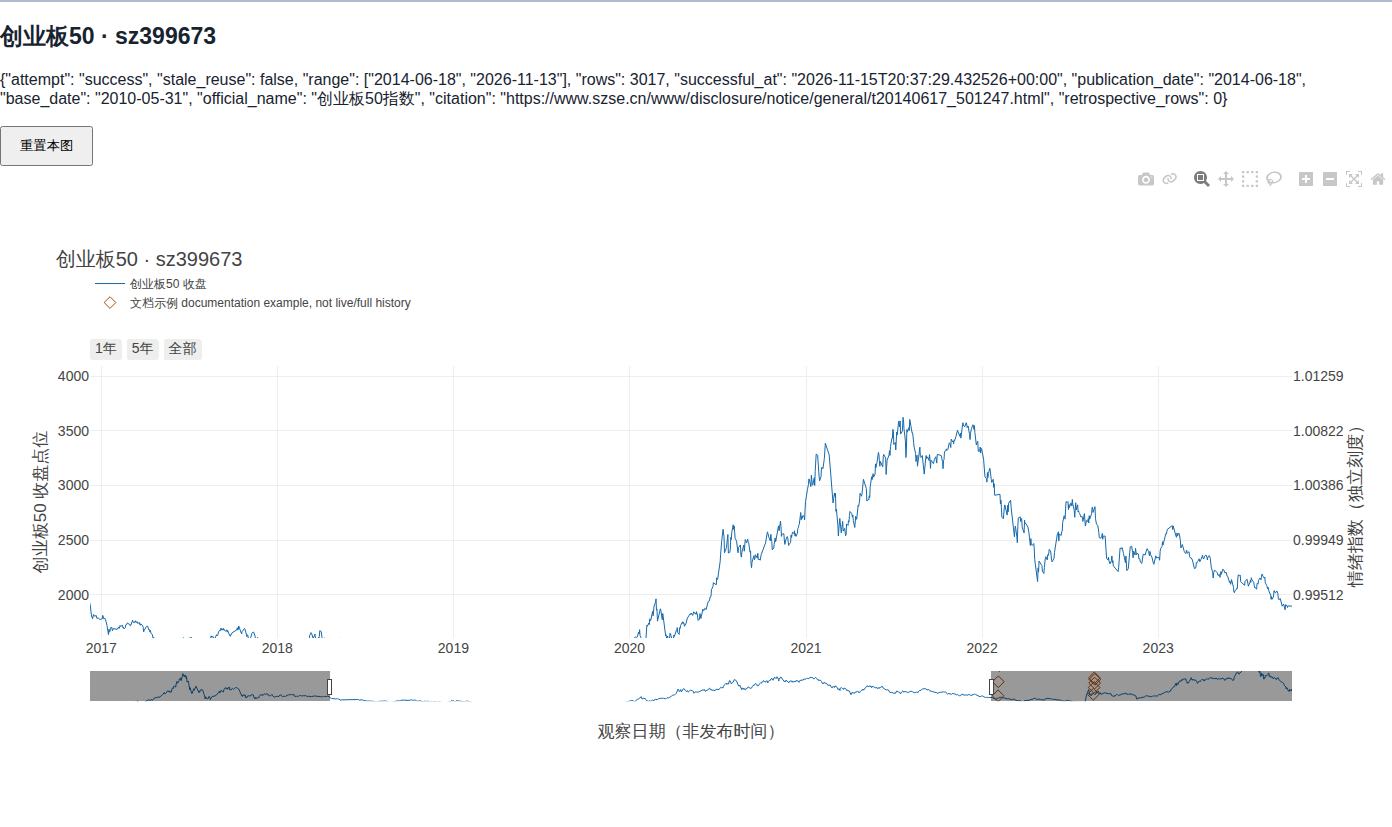 创业板50 · sz399673
{"attempt": "success", "stale_reuse": false, "range": ["2014-06-18", "2026-11-13"], "rows": 3017, "successful_at": "2026-11-15T20:37:29.432526+00:00", "publication_date": "2014-06-18",
"base_date": "2010-05-31", "official_name": "创业板50指数", "citation": "https://www.szse.cn/www/disclosure/notice/general/t20140617_501247.html", "retrospective_rows": 0}
重置本图
创业板50 · sz399673
创业板50 收盘
文档示例 documentation example, not live/full history
1年 5年 全部
4000
3500
3000
2500
2000
创业板50 收盘点位
1.01259
1.00822
1.00386
0.99949
0.99512
情绪指数（独立刻度）
2017 2018 2019 2020 2021 2022 2023
观察日期（非发布时间）